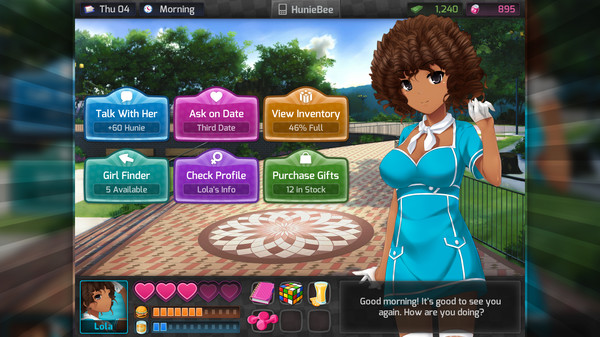 Thu 04
Morning
HunieBee
1,240
895
Talk With Her
+60 Hunie
Ask on Date
Third Date
View Inventory
46% Full
Girl Finder
5 Available
Check Profile
Lola's Info
Purchase Gifts
12 in Stock
Lola
Good morning! It's good to see you
again. How are you doing?